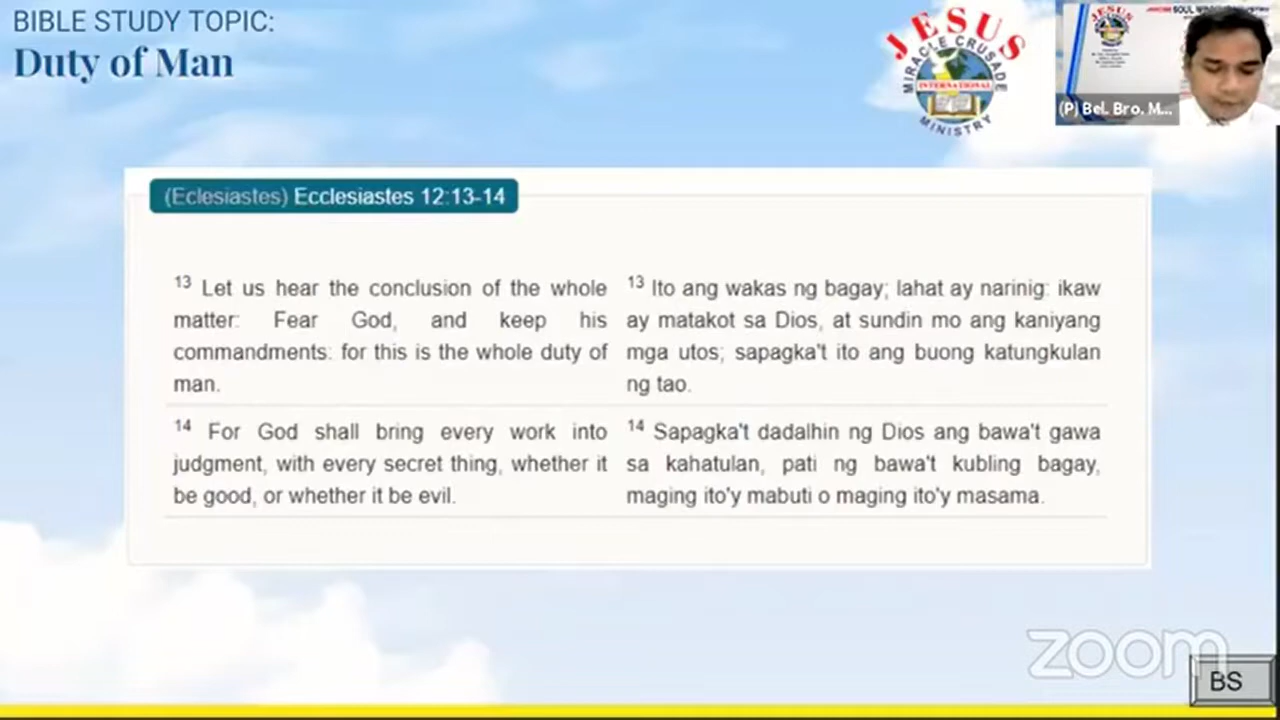 BIBLE STUDY TOPIC:
Duty of Man
JESUS
MIRACLE CRUSADE
INTERNATIONAL
MINISTRY
JESUS
(P) Bel. Bro. M...
(Eclesiastes) Ecclesiastes 12:13-14
13 Let us hear the conclusion of the whole
matter: Fear God, and keep his
commandments: for this is the whole duty of
man.
13 Ito ang wakas ng bagay; lahat ay narinig: ikaw
ay matakot sa Dios, at sundin mo ang kaniyang
mga utos; sapagka't ito ang buong katungkulan
ng tao.
14 For God shall bring every work into
judgment, with every secret thing, whether it
be good, or whether it be evil.
14 Sapagka't dadalhin ng Dios ang bawa't gawa
sa kahatulan, pati ng bawa't kubling bagay,
maging ito'y mabuti o maging ito'y masama.
zoom
BS